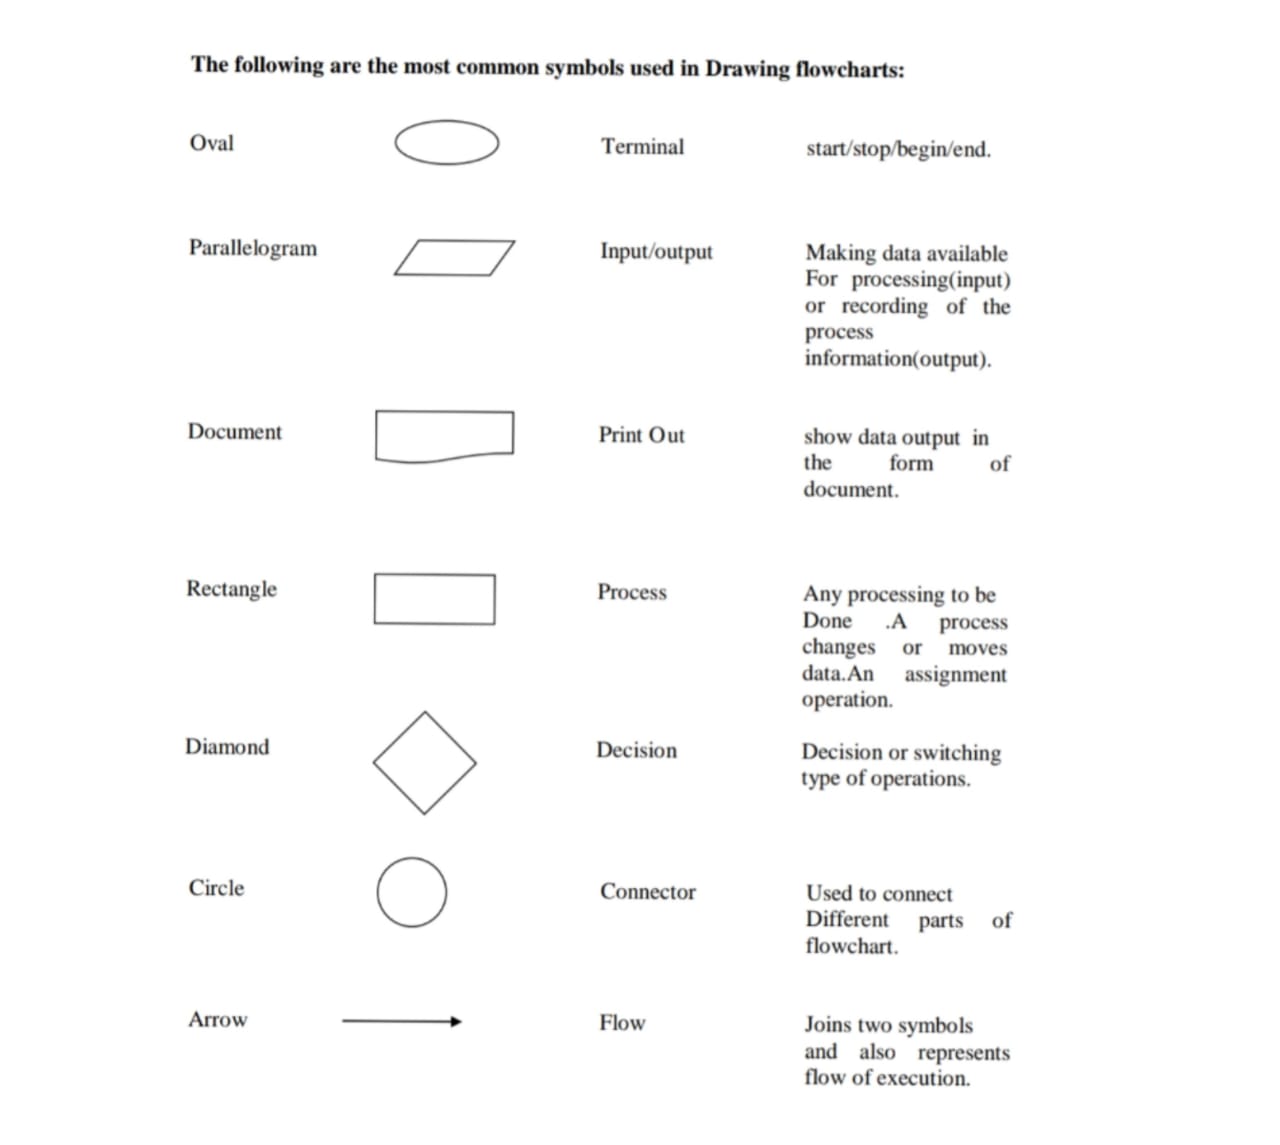 The following are the most common symbols used in Drawing flowcharts:
Oval Terminal start/stop/begin/end.
Parallelogram Input/output Making data available
For processing(input)
or recording of the
process
information(output).
Document Print Out show data output in
the form of
document.
Rectangle Process Any processing to be
Done .A process
changes or moves
data.An assignment
operation.
Diamond Decision Decision or switching
type of operations.
Circle Connector Used to connect
Different parts of
flowchart.
Arrow Flow Joins two symbols
and also represents
flow of execution.